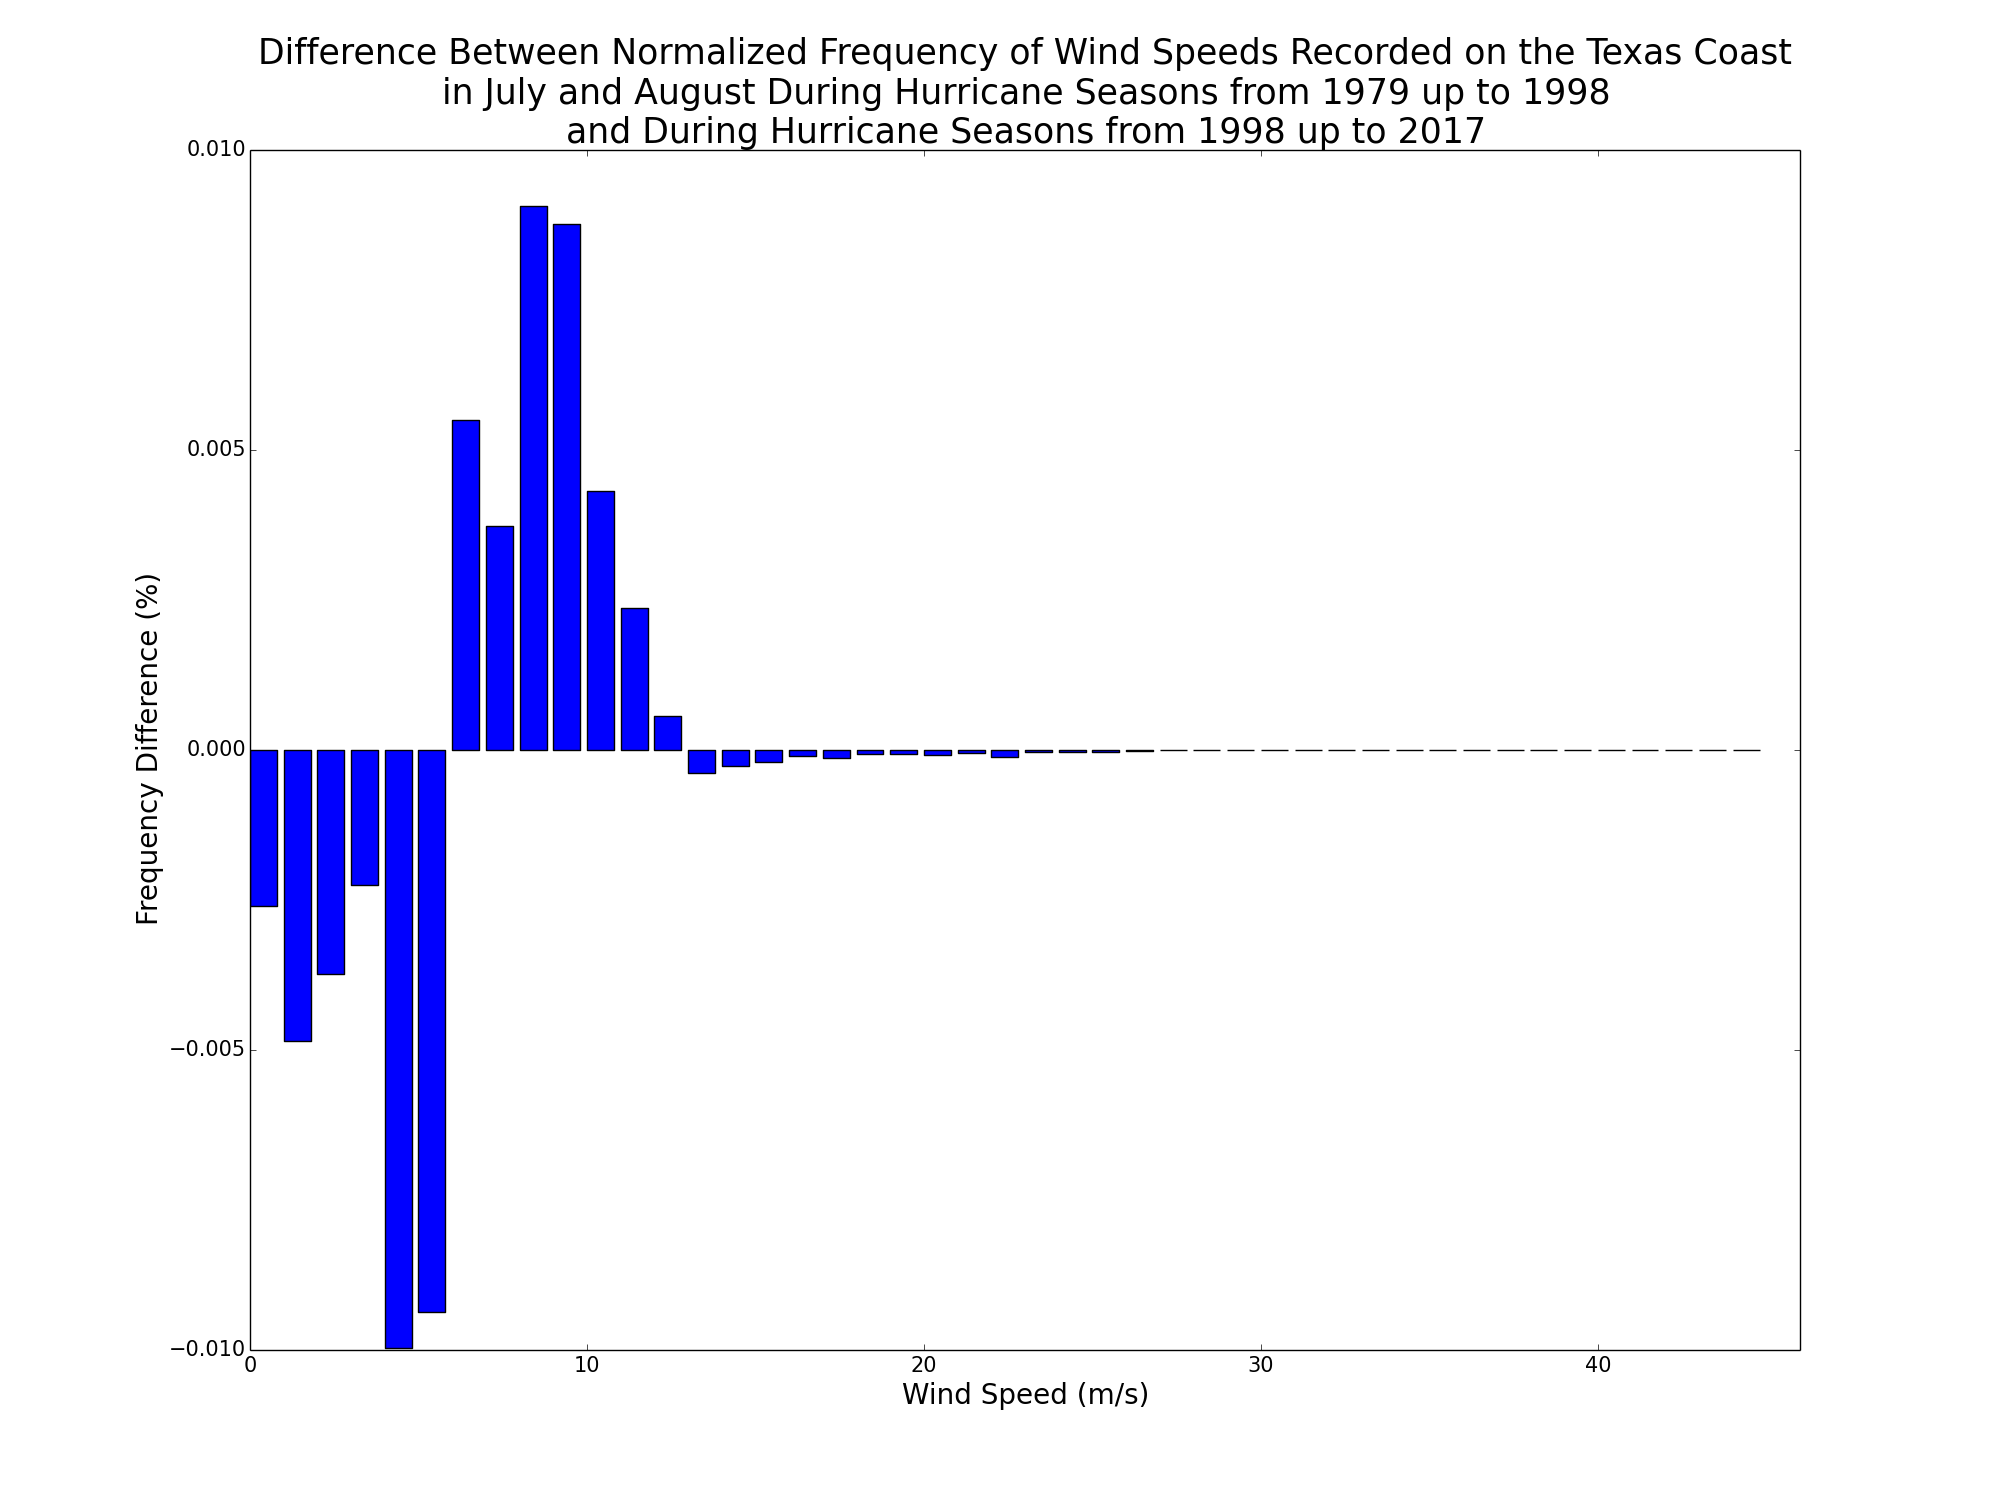 Difference Between Normalized Frequency of Wind Speeds Recorded on the Texas Coast
in July and August During Hurricane Seasons from 1979 up to 1998
and During Hurricane Seasons from 1998 up to 2017
0.010
0.005
0.000
−0.005
−0.010
Frequency Difference (%)
0 10 20 30 40
Wind Speed (m/s)